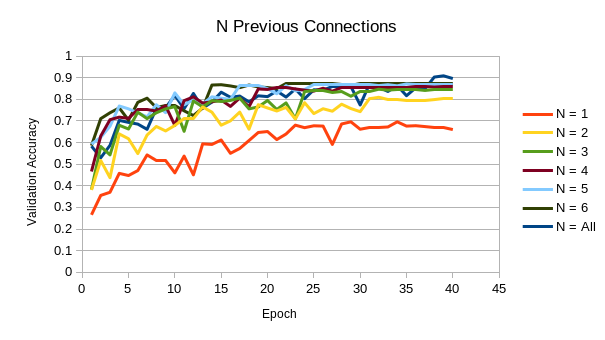 N Previous Connections
Validation Accuracy
1
0.9
0.8
0.7
0.6
0.5
0.4
0.3
0.2
0.1
0
0 5 10 15 20 25 30 35 40 45
Epoch
N = 1
N = 2
N = 3
N = 4
N = 5
N = 6
N = All